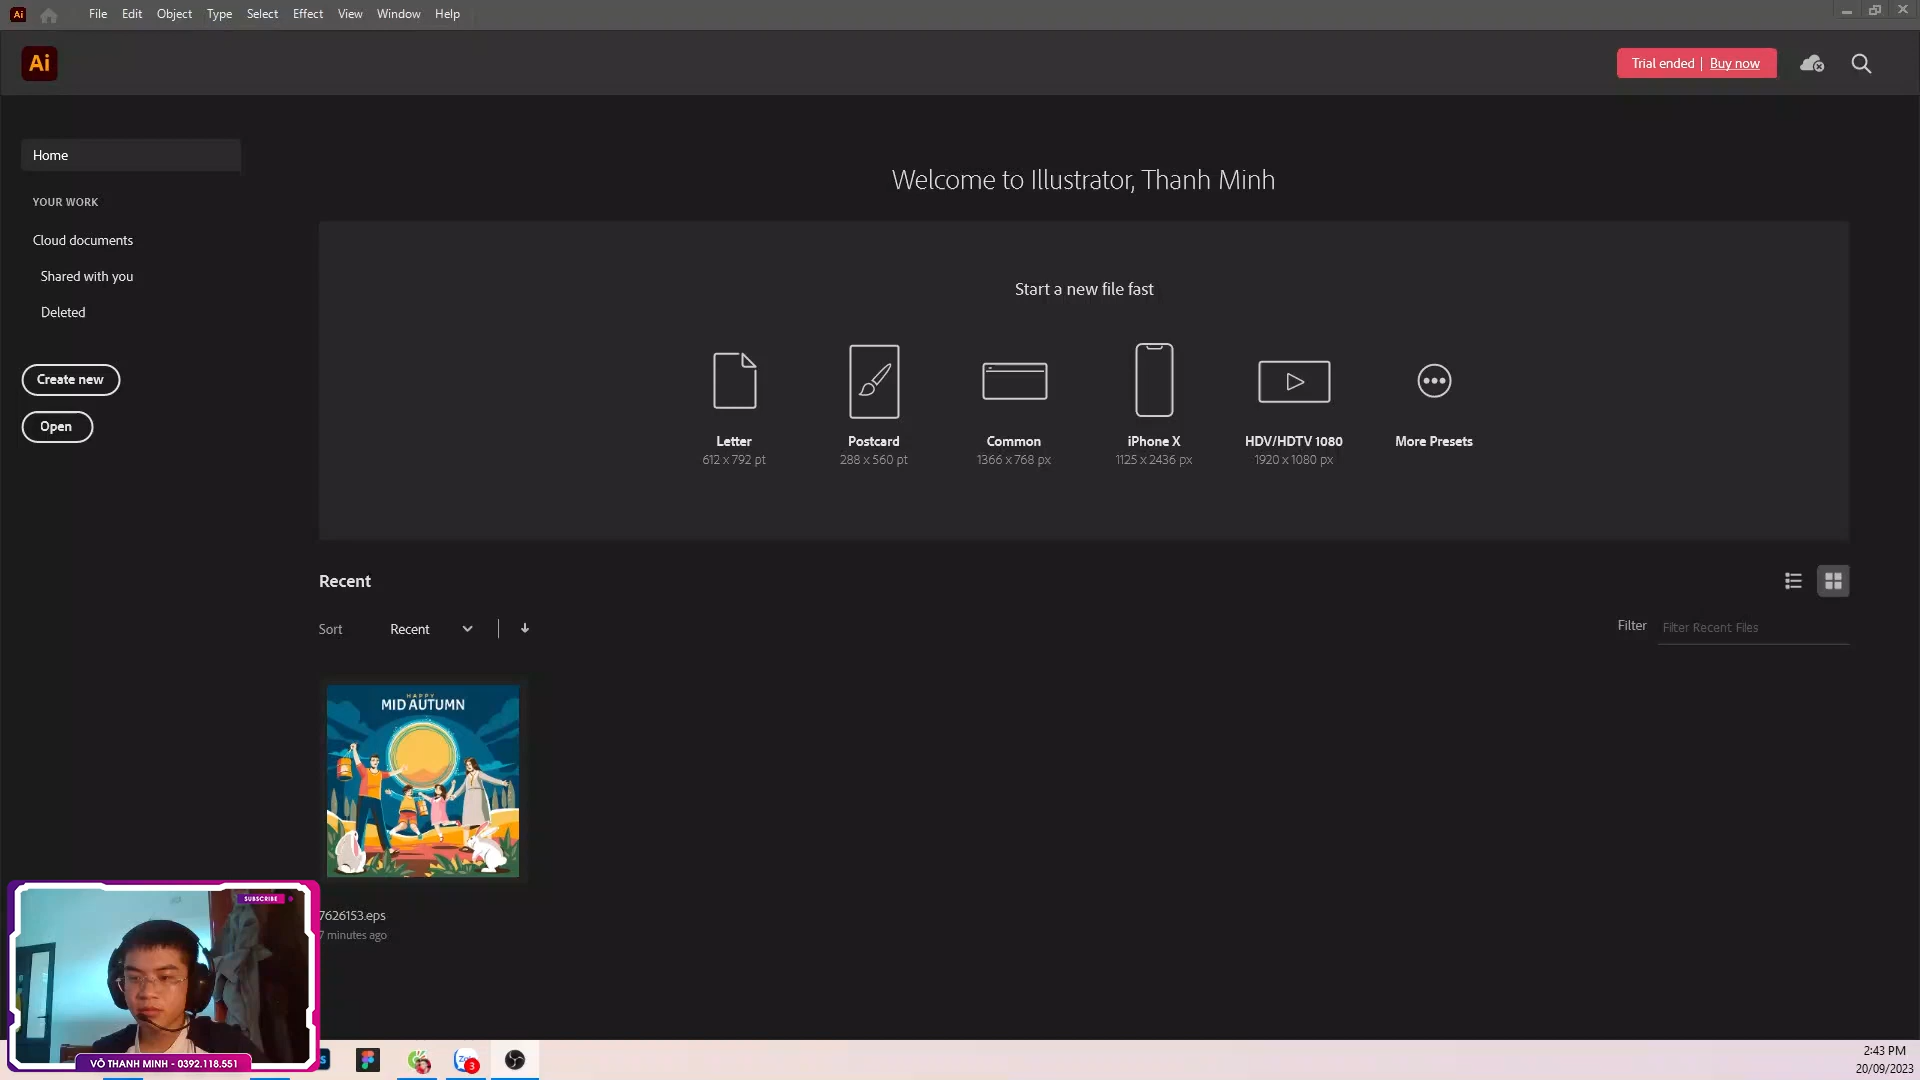 Ai
File Edit Object Type Select Effect View Window Help
Ai
Trial ended | Buy now
Home
YOUR WORK
Cloud documents
Shared with you
Deleted
Create new
Open
Welcome to Illustrator, Thanh Minh
Start a new file fast
Letter
612 x 792 pt
Postcard
288 x 560 pt
Common
1366 x 768 px
iPhone X
1125 x 2436 px
HDV/HDTV 1080
1920 x 1080 px
More Presets
Recent
Sort Recent
Filter Filter Recent Files
HAPPY
MID AUTUMN
7626153.eps
7 minutes ago
SUBSCRIBE
VÕ THANH MINH - 0392.118.551
s
3
2:43 PM
20/09/2023